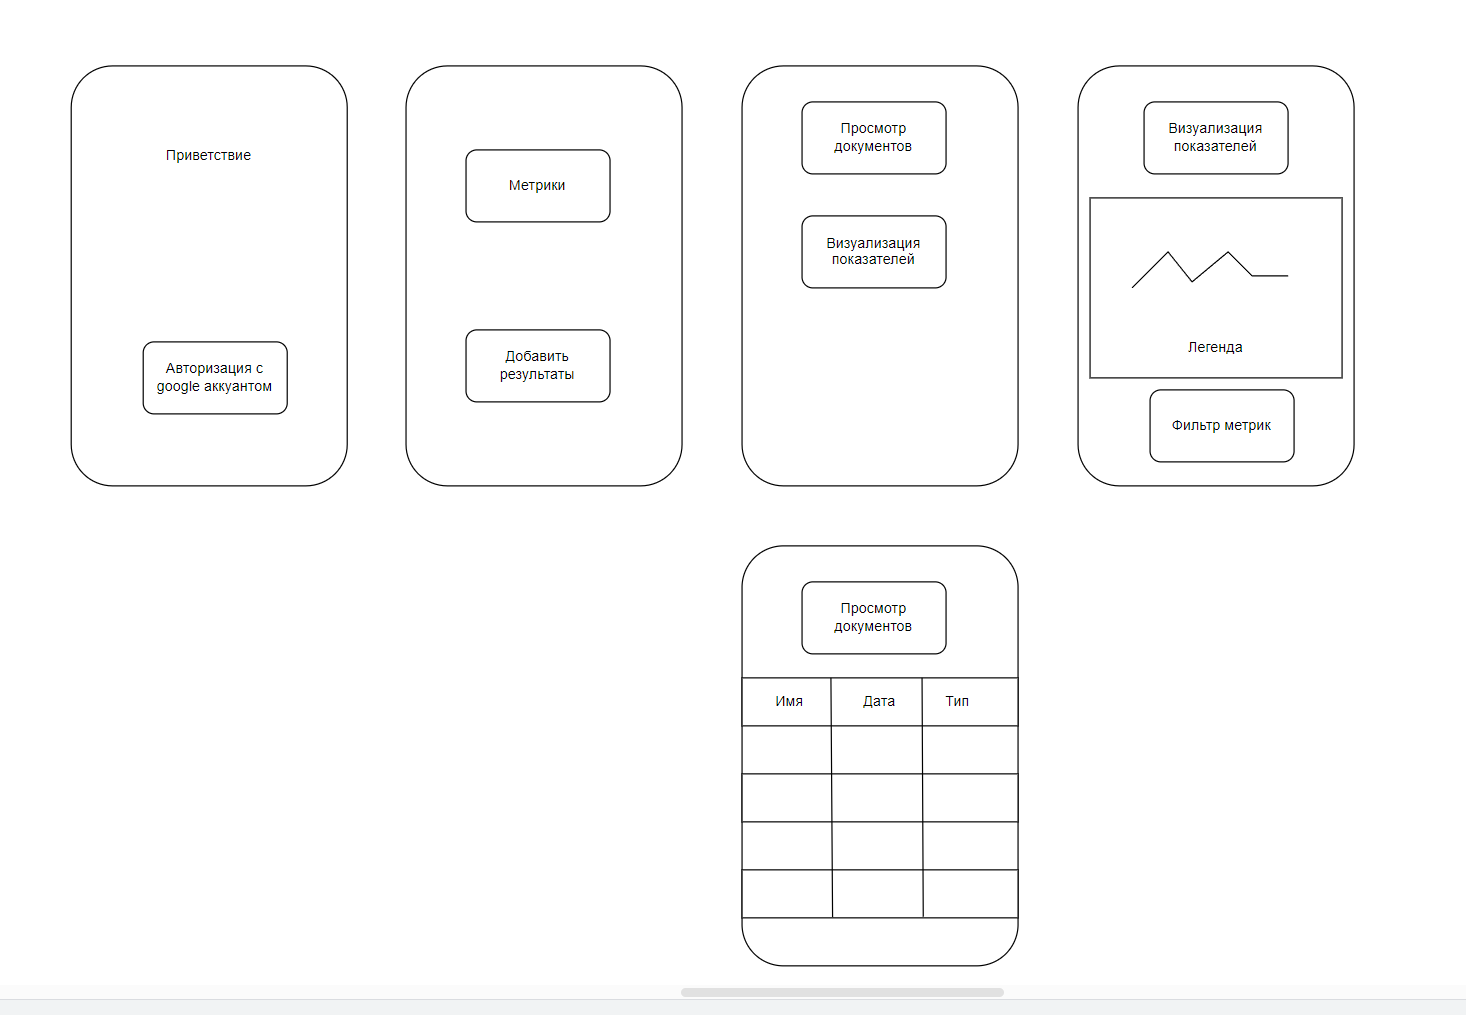 Приветствие
Авторизация с
google аккуантом
Метрики
Добавить
результаты
Просмотр
документов
Визуализация
показателей
Визуализация
показателей
Легенда
Фильтр метрик
Просмотр
документов
Имя Дата Тип